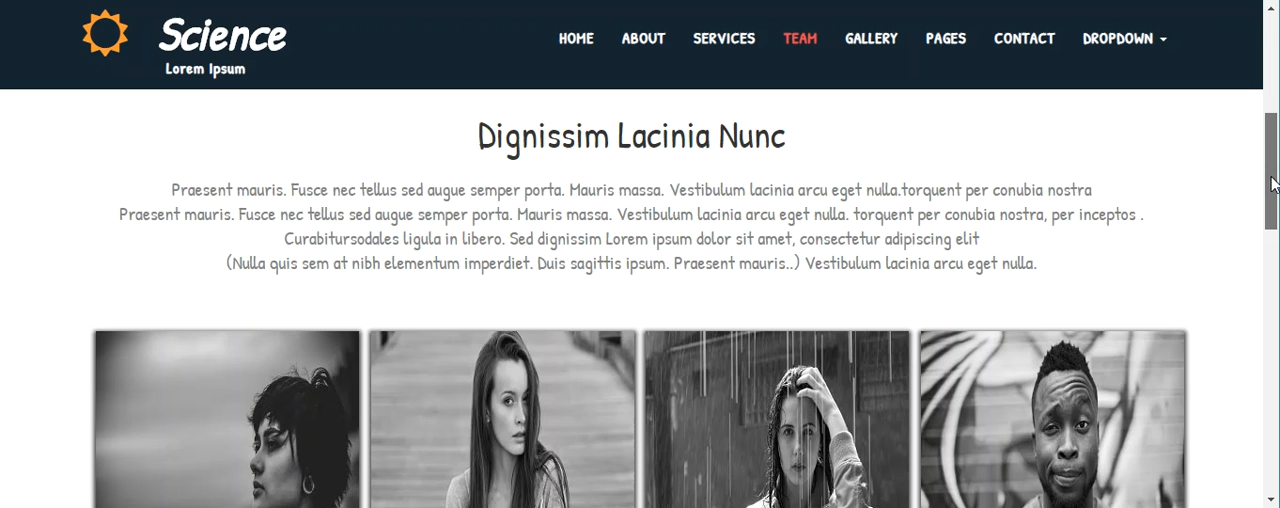 Science
Lorem Ipsum
HOME ABOUT SERVICES TEAM GALLERY PAGES CONTACT DROPDOWN
Dignissim Lacinia Nunc
Praesent mauris. Fusce nec tellus sed augue semper porta. Mauris massa. Vestibulum lacinia arcu eget nulla.torquent per conubia nostra
Praesent mauris. Fusce nec tellus sed augue semper porta. Mauris massa. Vestibulum lacinia arcu eget nulla. torquent per conubia nostra, per inceptos .
Curabitursodales ligula in libero. Sed dignissim Lorem ipsum dolor sit amet, consectetur adipiscing elit
(Nulla quis sem at nibh elementum imperdiet. Duis sagittis ipsum. Praesent mauris..) Vestibulum lacinia arcu eget nulla.